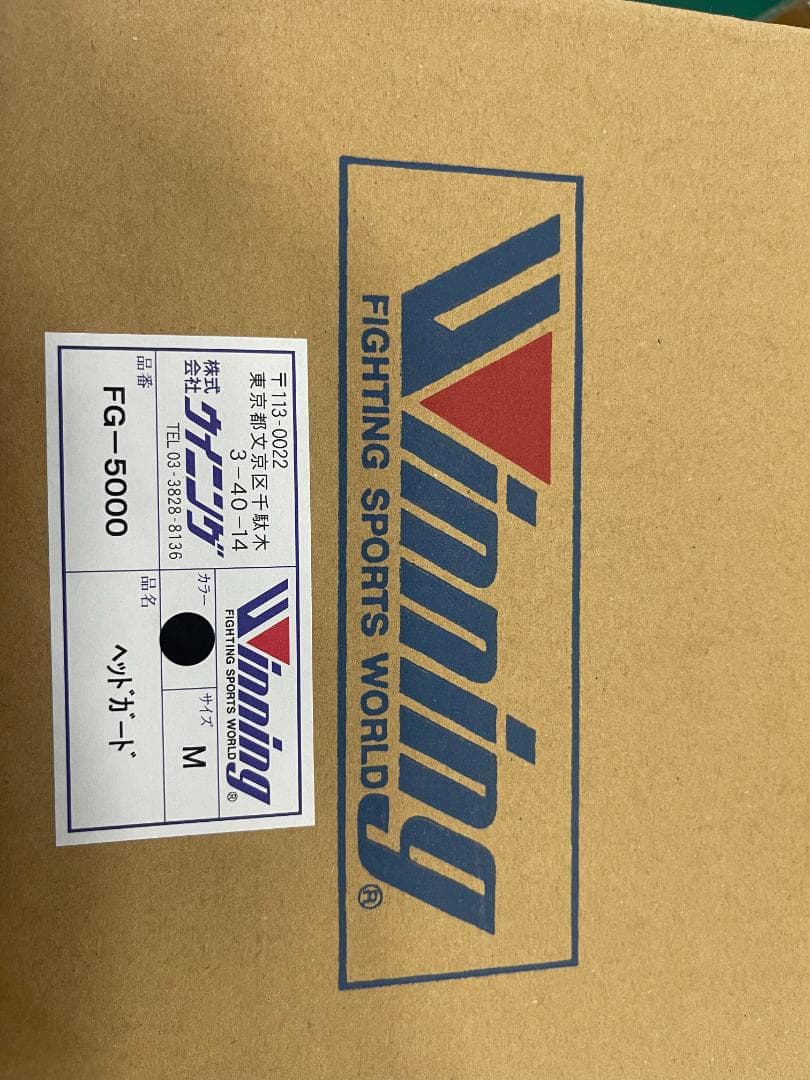 Winning
FIGHTING SPORTS WORLD®
〒113-0022
東京都文京区千駄木
3-40-14
株式会社 ウイニング
TEL 03-3828-8136
Winning
FIGHTING SPORTS WORLD®
カラー
サイズ
M
品番
FG-5000
品名
ヘッドガード